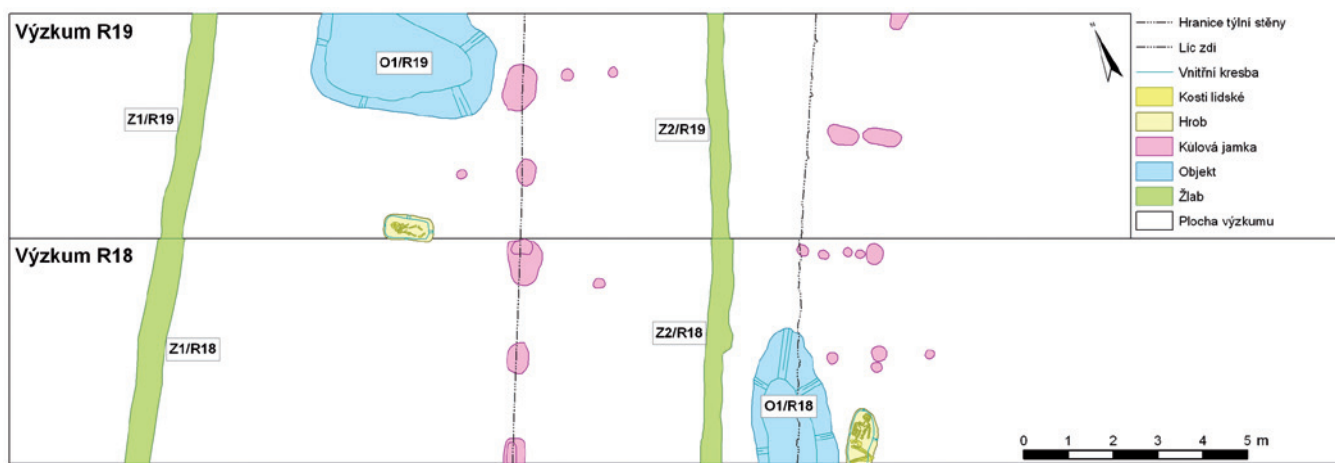 Výzkum R19
O1/R19
Z1/R19
Z2/R19
Výzkum R18
Z1/R18
Z2/R18
O1/R18
Hranice týlní stěny
Líc zdi
Vnitřní kresba
Kosti lidské
Hrob
Kůlová jamka
Objekt
Žlab
Plocha výzkumu
0 1 2 3 4 5 m